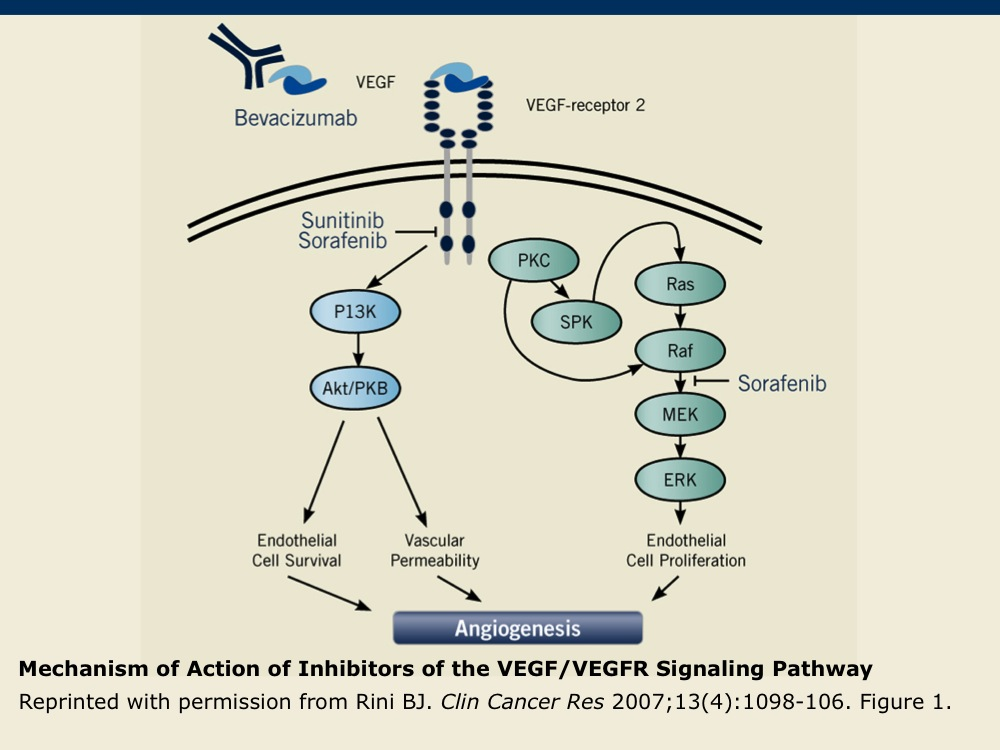 VEGF
Bevacizumab
VEGF-receptor 2
Sunitinib
Sorafenib
PKC
SPK
Ras
Raf
Sorafenib
MEK
ERK
P13K
Akt/PKB
Endothelial
Cell Survival
Vascular
Permeability
Endothelial
Cell Proliferation
Angiogenesis
Mechanism of Action of Inhibitors of the VEGF/VEGFR Signaling Pathway
Reprinted with permission from Rini BJ. Clin Cancer Res 2007;13(4):1098-106. Figure 1.